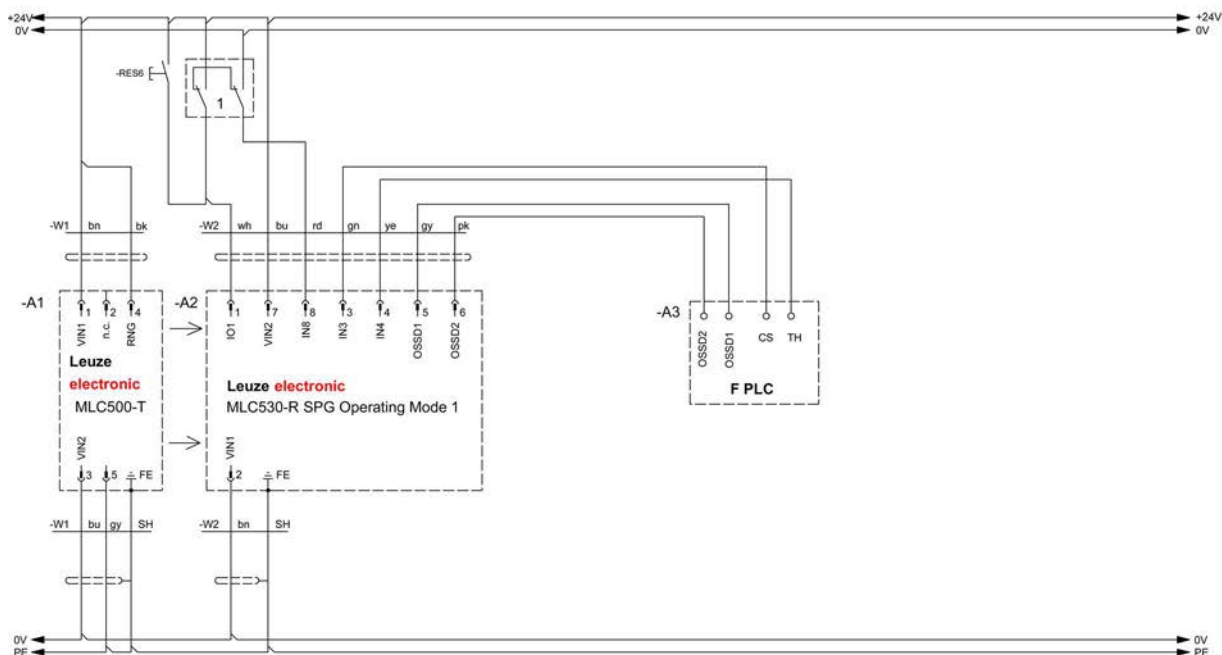 +24V +24V
0V 0V
-RES6
1
-W1 bn bk -W2 wh bu rd gn ye gy pk
-A1 -A2 -A3
1 2 4 1 7 8 3 4 5 6
VIN1 n.c. RNG IO1 VIN2 IN8 IN3 IN4 OSSD1 OSSD2
OSSD2 OSSD1 CS TH
F PLC
Leuze
electronic
MLC500-T
Leuze electronic
MLC530-R SPG Operating Mode 1
VIN2 VIN1
3 5 FE 2 FE
-W1 bu gy SH -W2 bn SH
0V 0V
PE PE